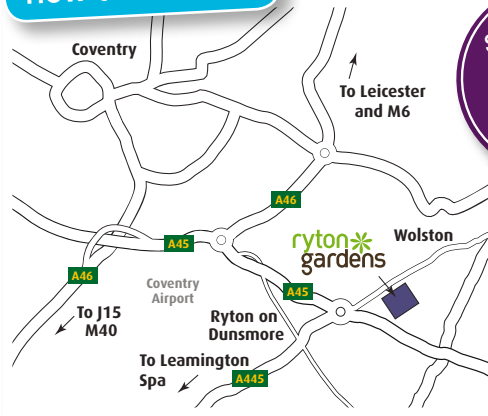 Coventry
To Leicester
and M6
A46
ryton
gardens
Wolston
A45
A46
Coventry
Airport
A45
To J15
M40
Ryton on
Dunsmore
To Leamington
Spa
A445